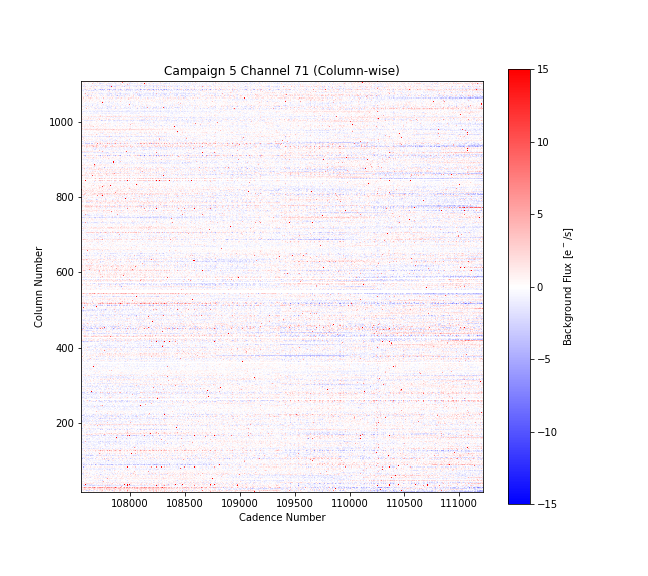 Campaign 5 Channel 71 (Column-wise)
1000
800
600
400
200
Column Number
108000 108500 109000 109500 110000 110500 111000
Cadence Number
15
10
5
0
−5
−10
−15
Background Flux [e⁻/s]